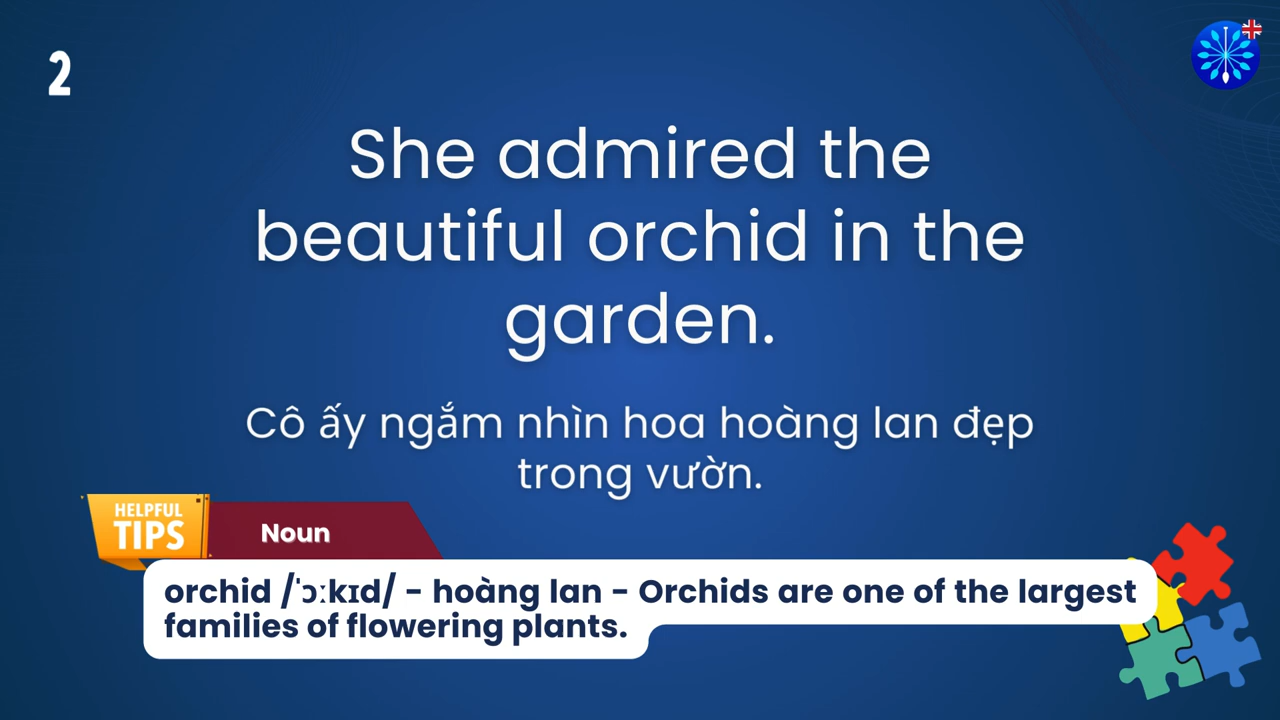 2
She admired the
beautiful orchid in the
garden.
Cô ấy ngắm nhìn hoa hoàng lan đẹp
trong vườn.
HELPFUL
TIPS
Noun
orchid /ˈɔːkɪd/ - hoàng lan - Orchids are one of the largest
families of flowering plants.